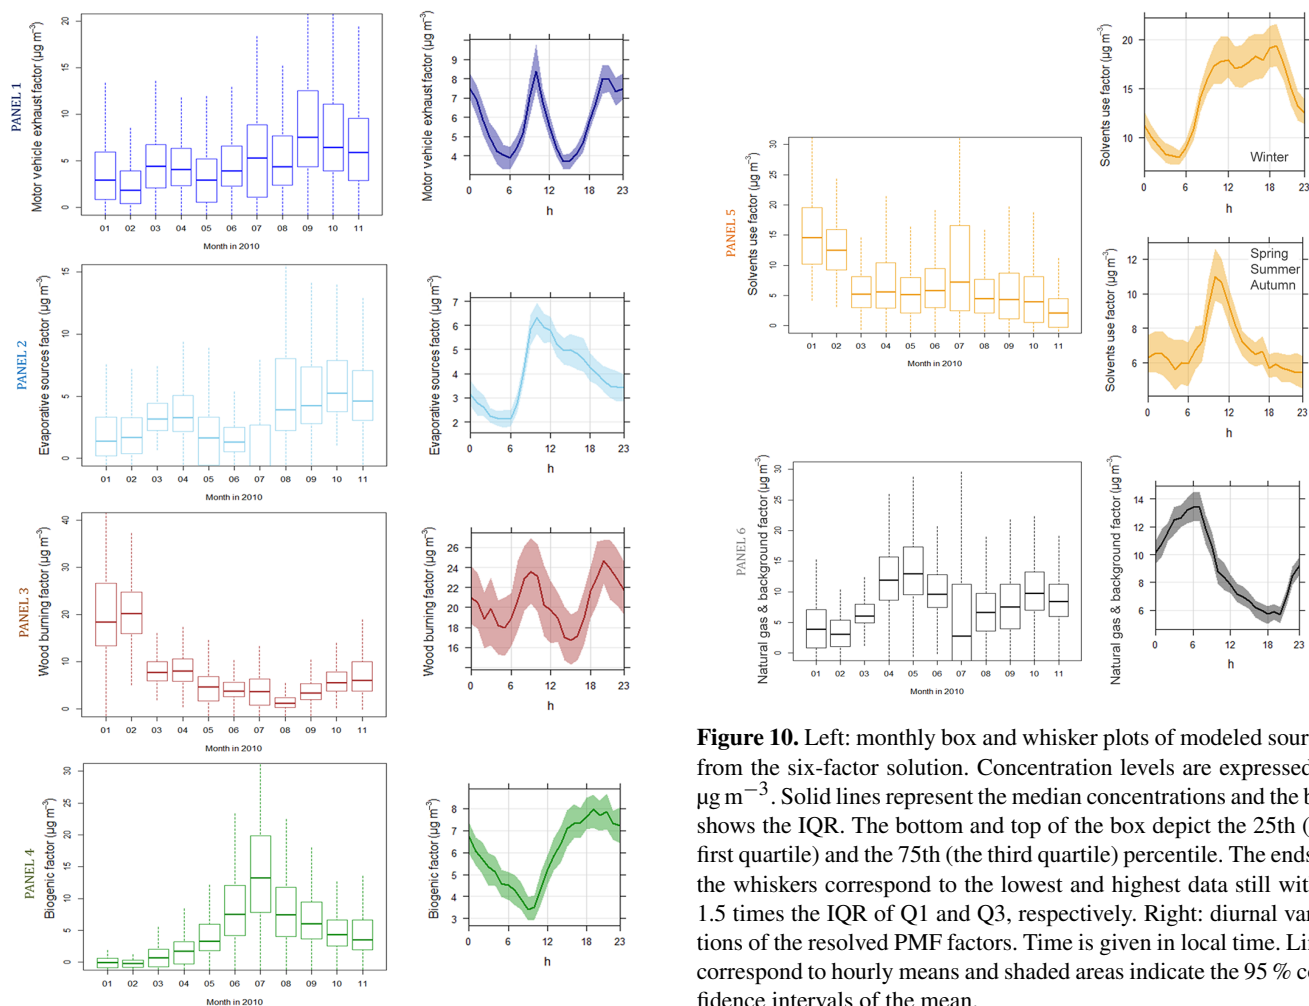 PANEL 1
Motor vehicle exhaust factor (µg m⁻³)
20
15
10
5
0
01 02 03 04 05 06 07 08 09 10 11
Month in 2010
Motor vehicle exhaust factor (µg m⁻³)
9
8
7
6
5
4
0 6 12 18 23
h
PANEL 2
Evaporative sources factor (µg m⁻³)
15
10
5
0
01 02 03 04 05 06 07 08 09 10 11
Month in 2010
Evaporative sources factor (µg m⁻³)
7
6
5
4
3
2
0 6 12 18 23
h
PANEL 3
Wood burning factor (µg m⁻³)
40
30
20
10
0
01 02 03 04 05 06 07 08 09 10 11
Month in 2010
Wood burning factor (µg m⁻³)
26
24
22
20
18
16
0 6 12 18 23
h
PANEL 4
Biogenic factor (µg m⁻³)
30
25
20
15
10
5
0
01 02 03 04 05 06 07 08 09 10 11
Month in 2010
Biogenic factor (µg m⁻³)
8
7
6
5
4
3
0 6 12 18 23
h
PANEL 5
Solvents use factor (µg m⁻³)
30
25
20
15
10
5
0
01 02 03 04 05 06 07 08 09 10 11
Month in 2010
Solvents use factor (µg m⁻³)
20
15
10
Winter
0 6 12 18 23
h
Solvents use factor (µg m⁻³)
12
10
8
6
Spring
Summer
Autumn
0 6 12 18 23
h
PANEL 6
Natural gas & background factor (µg m⁻³)
30
25
20
15
10
5
0
01 02 03 04 05 06 07 08 09 10 11
Month in 2010
Natural gas & background factor (µg m⁻³)
14
12
10
8
6
0 6 12 18 23
h
Figure 10. Left: monthly box and whisker plots of modeled sour
from the six-factor solution. Concentration levels are expressed
µg m⁻³. Solid lines represent the median concentrations and the b
shows the IQR. The bottom and top of the box depict the 25th (
first quartile) and the 75th (the third quartile) percentile. The ends
the whiskers correspond to the lowest and highest data still wit
1.5 times the IQR of Q1 and Q3, respectively. Right: diurnal var
tions of the resolved PMF factors. Time is given in local time. Li
correspond to hourly means and shaded areas indicate the 95 % co
fidence intervals of the mean.